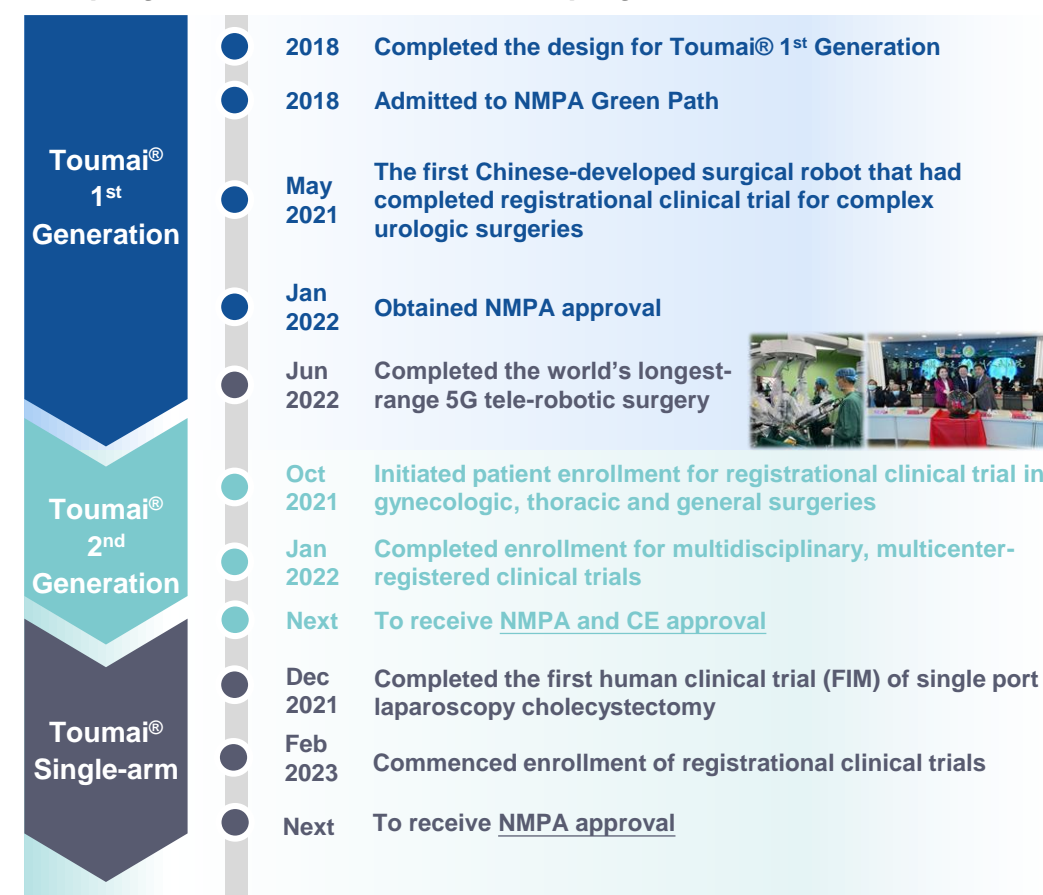 Toumai®
1st
Generation
2018 Completed the design for Toumai® 1st Generation
2018 Admitted to NMPA Green Path
May
2021
The first Chinese-developed surgical robot that had
completed registrational clinical trial for complex
urologic surgeries
Jan
2022
Obtained NMPA approval
Jun
2022
Completed the world's longest-
range 5G tele-robotic surgery
Toumai®
2nd
Generation
Oct
2021
Initiated patient enrollment for registrational clinical trial in
gynecologic, thoracic and general surgeries
Jan
2022
Completed enrollment for multidisciplinary, multicenter-
registered clinical trials
Next To receive NMPA and CE approval
Toumai®
Single-arm
Dec
2021
Completed the first human clinical trial (FIM) of single port
laparoscopy cholecystectomy
Feb
2023
Commenced enrollment of registrational clinical trials
Next To receive NMPA approval